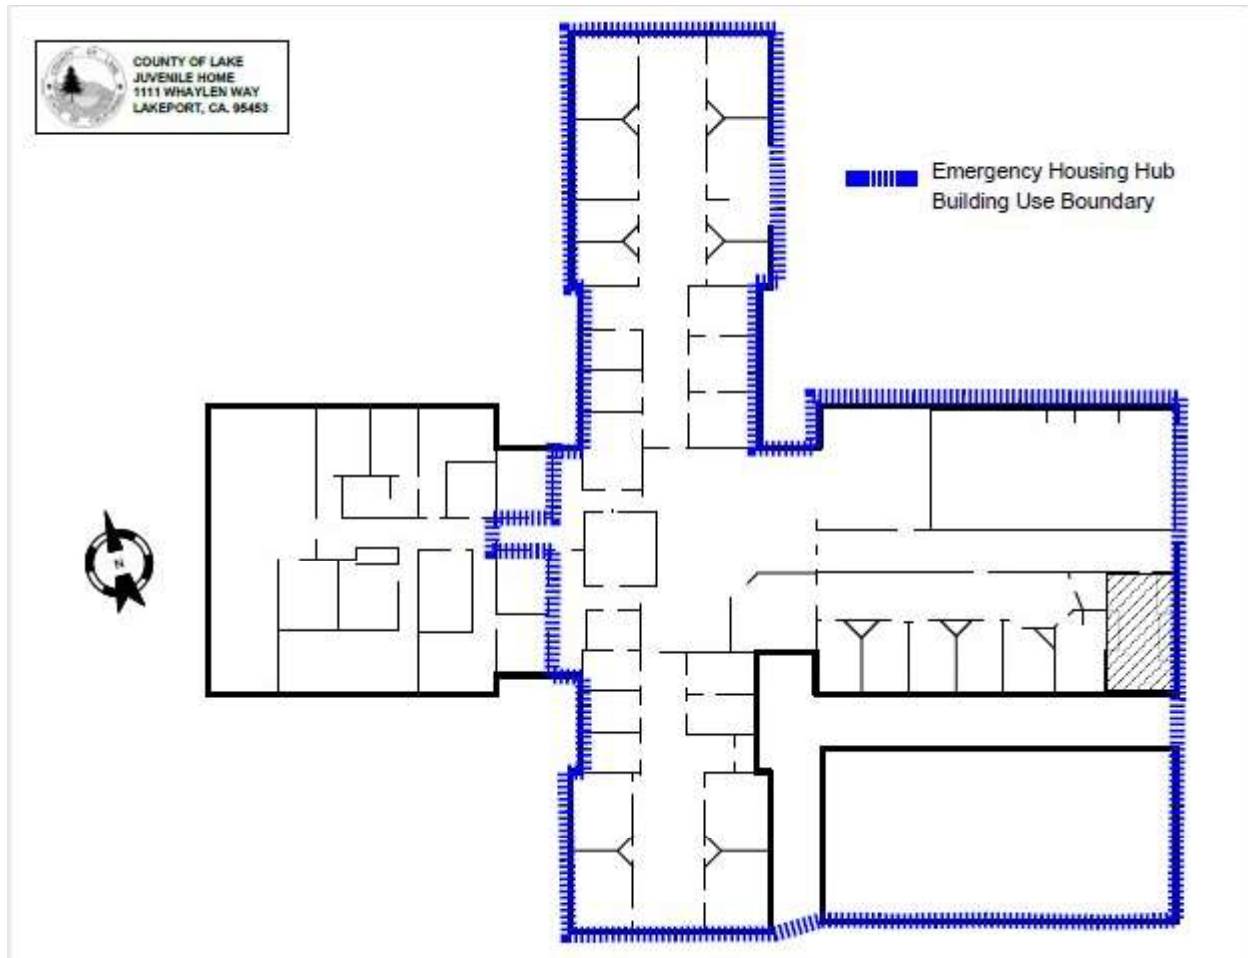 COUNTY OF LAKE
JUVENILE HOME
1111 WHAYLEN WAY
LAKEPORT, CA. 95453
Emergency Housing Hub
Building Use Boundary
N